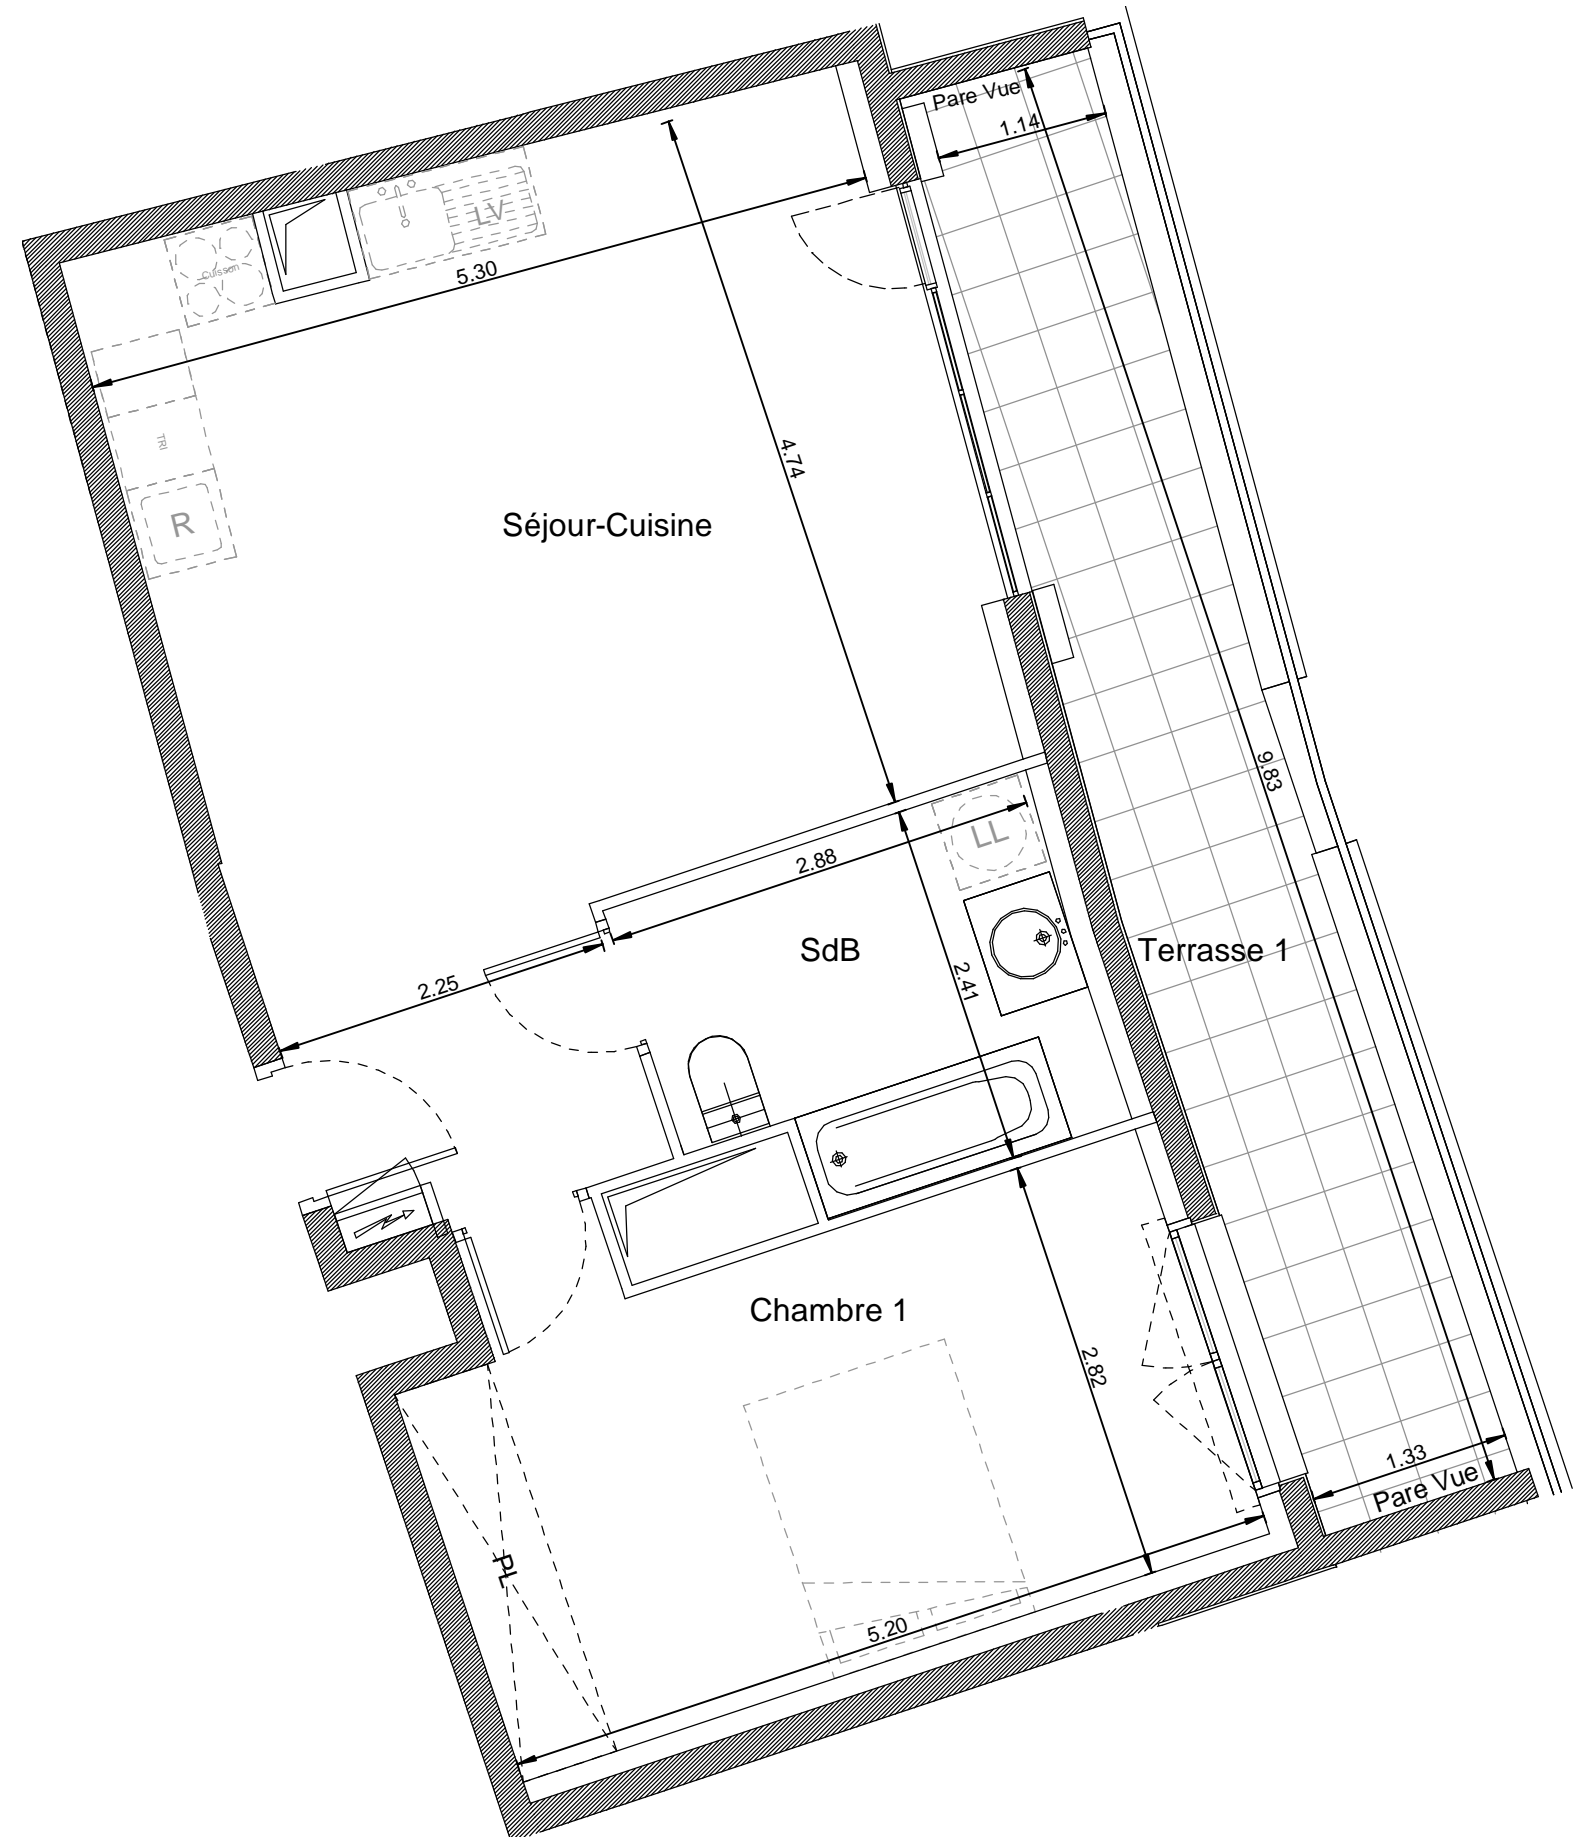 Pare Vue
1.14
LV
Cuisson
5.30
TRI
R
4.74
Séjour-Cuisine
9.83
LL
2.88
SdB
Terrasse 1
2.41
2.25
Chambre 1
2.82
1.33
Pare Vue
PL
5.20